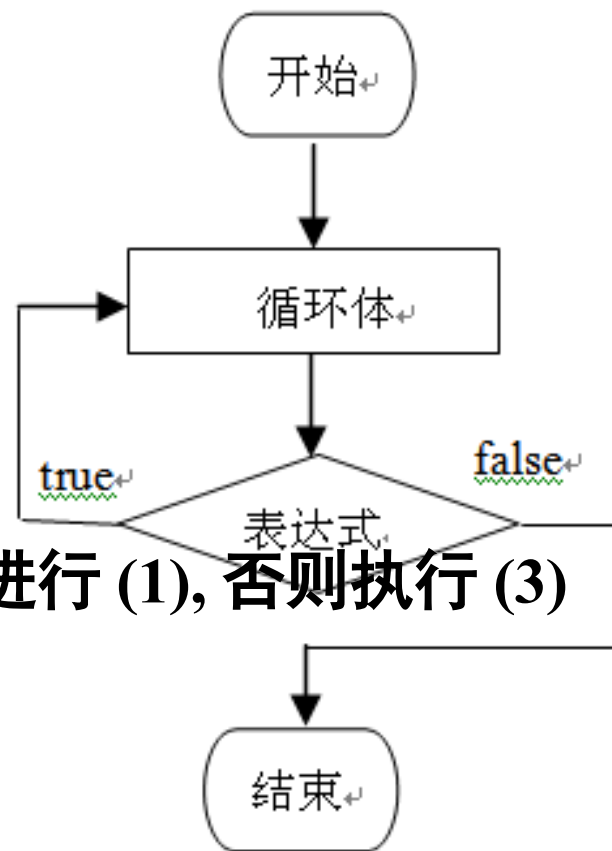 开始
循环体
true
false
表达式
进行 (1), 否则执行 (3)
结束